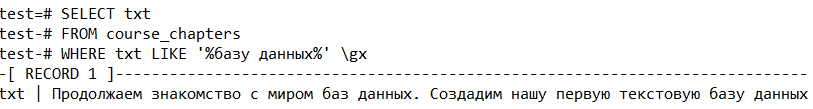 test=# SELECT txt
test-# FROM course_chapters
test-# WHERE txt LIKE '%базу данных%' \gx
-[ RECORD 1 ]------------------------------------------------------------------------------
txt | Продолжаем знакомство с миром баз данных. Создадим нашу первую текстовую базу данных